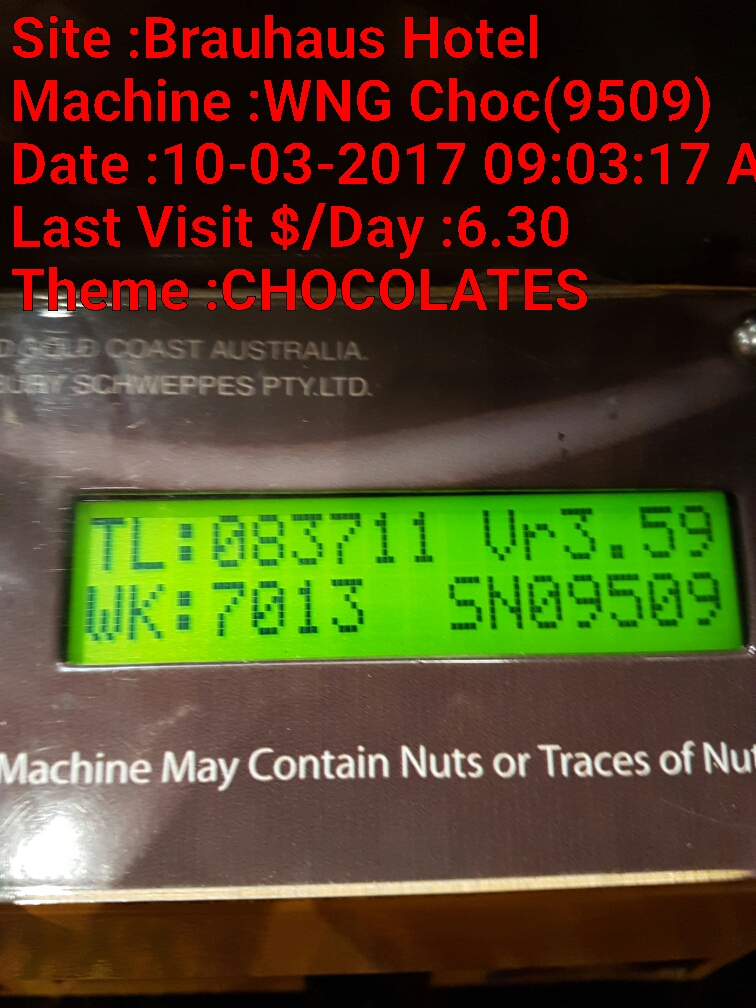 Site :Brauhaus Hotel
Machine :WNG Choc(9509)
Date :10-03-2017 09:03:17 A
Last Visit $/Day :6.30
Theme :CHOCOLATES
GOLD COAST AUSTRALIA.
SCHWEPPES PTY.LTD.
TL:083711 Vr3.59
WK:7013 SN09509
Machine May Contain Nuts or Traces of Nut